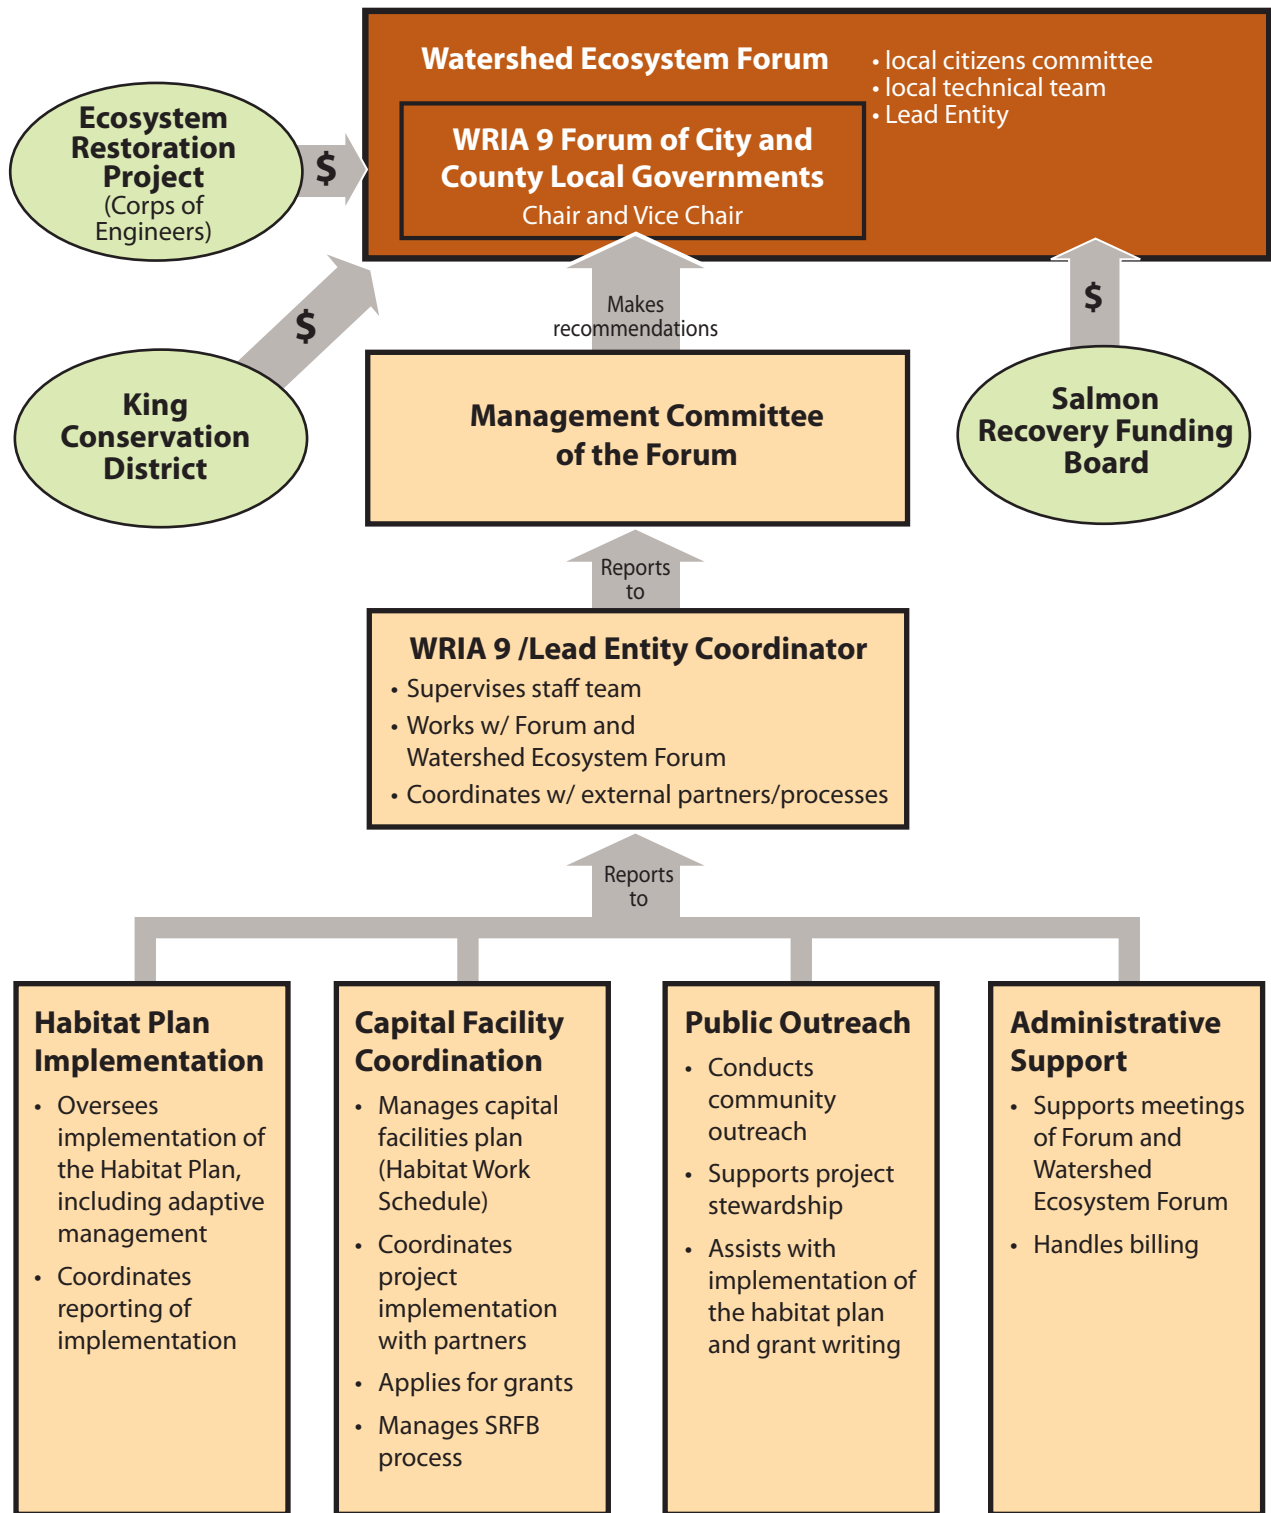 Watershed Ecosystem Forum
• local citizens committee
• local technical team
• Lead Entity
WRIA 9 Forum of City and
County Local Governments
Chair and Vice Chair
Ecosystem
Restoration
Project
(Corps of
Engineers)
$
King
Conservation
District
$
Makes
recommendations
$
Salmon
Recovery Funding
Board
Management Committee
of the Forum
Reports
to
WRIA 9 /Lead Entity Coordinator
• Supervises staff team
• Works w/ Forum and
Watershed Ecosystem Forum
• Coordinates w/ external partners/processes
Reports
to
Habitat Plan
Implementation
• Oversees
implementation of
the Habitat Plan,
including adaptive
management
• Coordinates
reporting of
implementation
Capital Facility
Coordination
• Manages capital
facilities plan
(Habitat Work
Schedule)
• Coordinates
project
implementation
with partners
• Applies for grants
• Manages SRFB
process
Public Outreach
• Conducts
community
outreach
• Supports project
stewardship
• Assists with
implementation of
the habitat plan
and grant writing
Administrative
Support
• Supports meetings
of Forum and
Watershed
Ecosystem Forum
• Handles billing